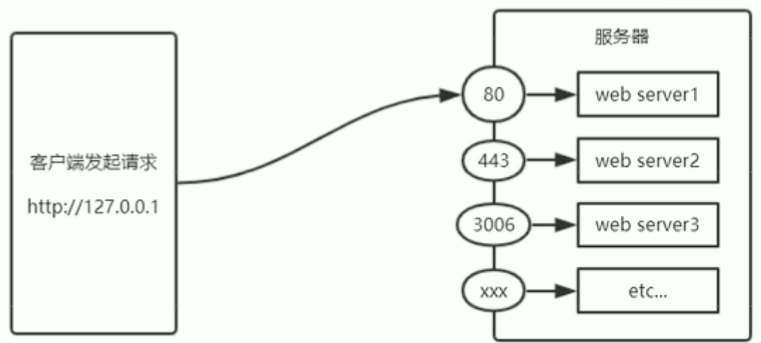 服务器
客户端发起请求
http://127.0.0.1
80
web server1
443
web server2
3006
web server3
xxx
etc...